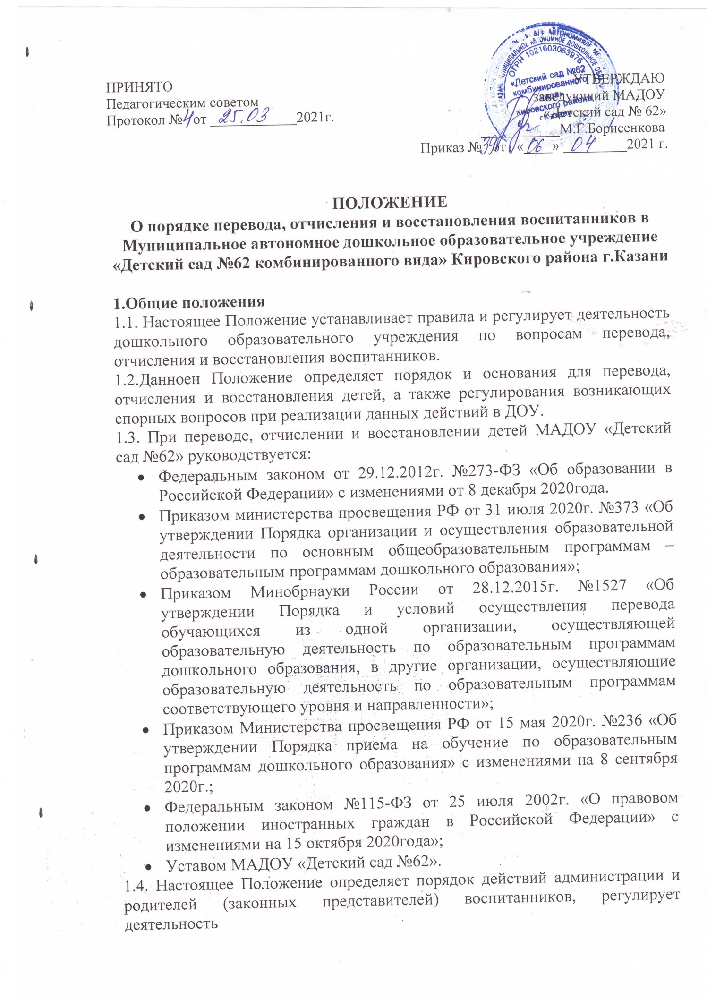 ПРИНЯТО
Педагогическим советом
Протокол № 4 от 25.03 2021г.
ОГРН 1021603063976
«Детский сад №62
комбинированного
вида»
Кировского района
г.Казани
УТВЕРЖДАЮ
заведующий МАДОУ
«Детский сад № 62»
М.Г.Борисенкова
Приказ № 39 от «06» 04 2021 г.
ПОЛОЖЕНИЕ
О порядке перевода, отчисления и восстановления воспитанников в
Муниципальное автономное дошкольное образовательное учреждение
«Детский сад №62 комбинированного вида» Кировского района г.Казани
1.Общие положения
1.1. Настоящее Положение устанавливает правила и регулирует деятельность
дошкольного образовательного учреждения по вопросам перевода,
отчисления и восстановления воспитанников.
1.2.Данноен Положение определяет порядок и основания для перевода,
отчисления и восстановления детей, а также регулирования возникающих
спорных вопросов при реализации данных действий в ДОУ.
1.3. При переводе, отчислении и восстановлении детей МАДОУ «Детский
сад №62» руководствуется:
• Федеральным законом от 29.12.2012г. №273-ФЗ «Об образовании в
Российской Федерации» с изменениями от 8 декабря 2020года.
• Приказом министерства просвещения РФ от 31 июля 2020г. №373 «Об
утверждении Порядка организации и осуществления образовательной
деятельности по основным общеобразовательным программам –
образовательным программам дошкольного образования»;
• Приказом Минобрнауки России от 28.12.2015г. №1527 «Об
утверждении Порядка и условий осуществления перевода
обучающихся из одной организации, осуществляющей
образовательную деятельность по образовательным программам
дошкольного образования, в другие организации, осуществляющие
образовательную деятельность по образовательным программам
соответствующего уровня и направленности»;
• Приказом Министерства просвещения РФ от 15 мая 2020г. №236 «Об
утверждении Порядка приема на обучение по образовательным
программам дошкольного образования» с изменениями на 8 сентября
2020г.;
• Федеральным законом №115-ФЗ от 25 июля 2002г. «О правовом
положении иностранных граждан в Российской Федерации» с
изменениями на 15 октября 2020года»;
• Уставом МАДОУ «Детский сад №62».
1.4. Настоящее Положение определяет порядок действий администрации и
родителей (законных представителей) воспитанников, регулирует
деятельность